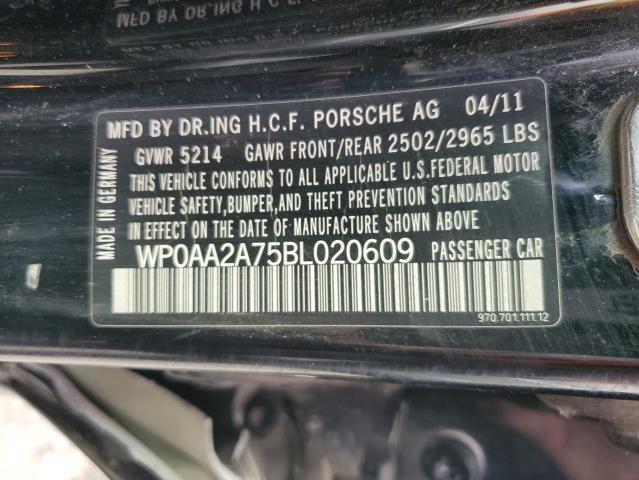 MFD BY DR.ING H.C.F. PORSCHE AG 04/11
GVWR 5214 GAWR FRONT/REAR 2502/2965 LBS
THIS VEHICLE CONFORMS TO ALL APPLICABLE U.S.FEDERAL MOTOR
VEHICLE SAFETY,BUMPER,AND THEFT PREVENTION STANDARDS
IN EFFECT ON THE DATE OF MANUFACTURE SHOWN ABOVE.
WP0AA2A75BL020609 PASSENGER CAR
970.701.111.12
MADE IN GERMANY